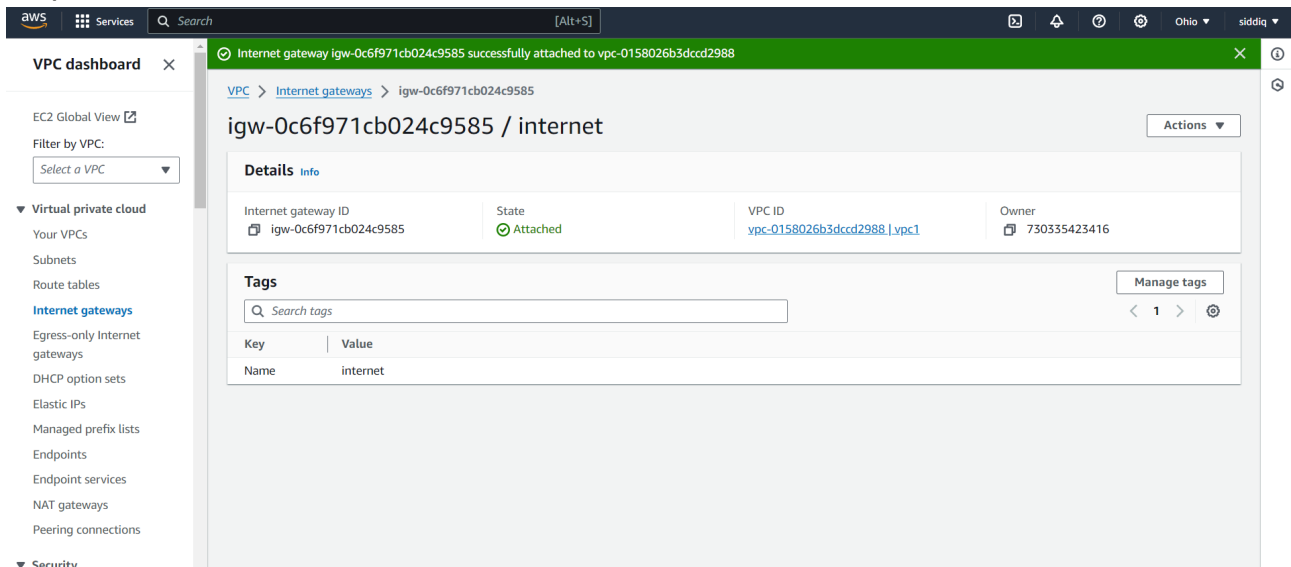 aws Services Search [Alt+S] Ohio siddiq
VPC dashboard
EC2 Global View
Filter by VPC:
Select a VPC
Virtual private cloud
Your VPCs
Subnets
Route tables
Internet gateways
Egress-only Internet
gateways
DHCP option sets
Elastic IPs
Managed prefix lists
Endpoints
Endpoint services
NAT gateways
Peering connections
Security
Internet gateway igw-0c6f971cb024c9585 successfully attached to vpc-0158026b3dccd2988
VPC > Internet gateways > igw-0c6f971cb024c9585
igw-0c6f971cb024c9585 / internet
Actions
Details Info
Internet gateway ID State VPC ID Owner
igw-0c6f971cb024c9585 Attached vpc-0158026b3dccd2988 | vpc1 730335423416
Tags
Manage tags
Search tags
1
Key Value
Name internet